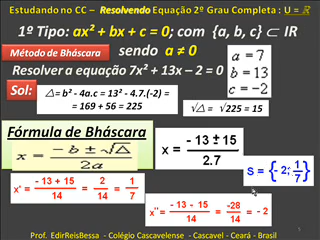 Estudando no CC – Resolvendo Equação 2º Grau Completa : U = ℝ
1º Tipo: ax² + bx + c = 0; com {a, b, c} ⊂ IR
Método de Bháscara sendo a ≠ 0
Resolver a equação 7x² + 13x – 2 = 0
a = 7
b = 13
c = -2
Sol:
△= b² - 4a.c = 13² - 4.7.(-2) =
= 169 + 56 = 225
√△ = √225 = 15
Fórmula de Bháscara
x = -b ± √△ / 2a
x = - 13 ± 15 / 2.7
S = { - 2; 1/7 }
x' = - 13 + 15 / 14 = 2 / 14 = 1 / 7
x'' = - 13 - 15 / 14 = -28 / 14 = - 2
Prof. EdirReisBessa - Colégio Cascavelense - Cascavel - Ceará - Brasil